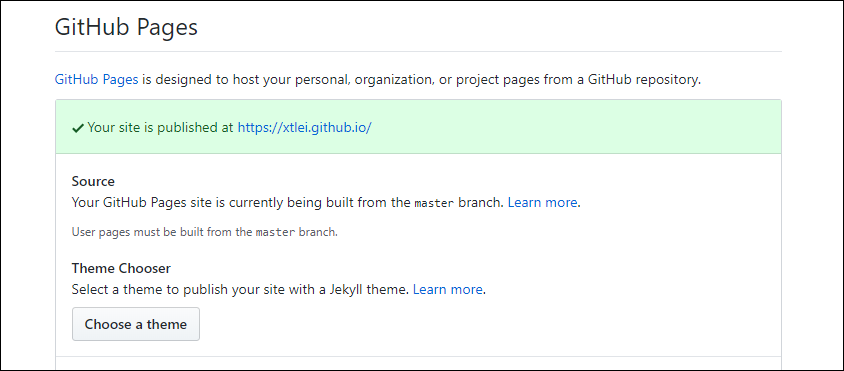 GitHub Pages
GitHub Pages is designed to host your personal, organization, or project pages from a GitHub repository.
Your site is published at https://xtlei.github.io/
Source
Your GitHub Pages site is currently being built from the master branch. Learn more.
User pages must be built from the master branch.
Theme Chooser
Select a theme to publish your site with a Jekyll theme. Learn more.
Choose a theme